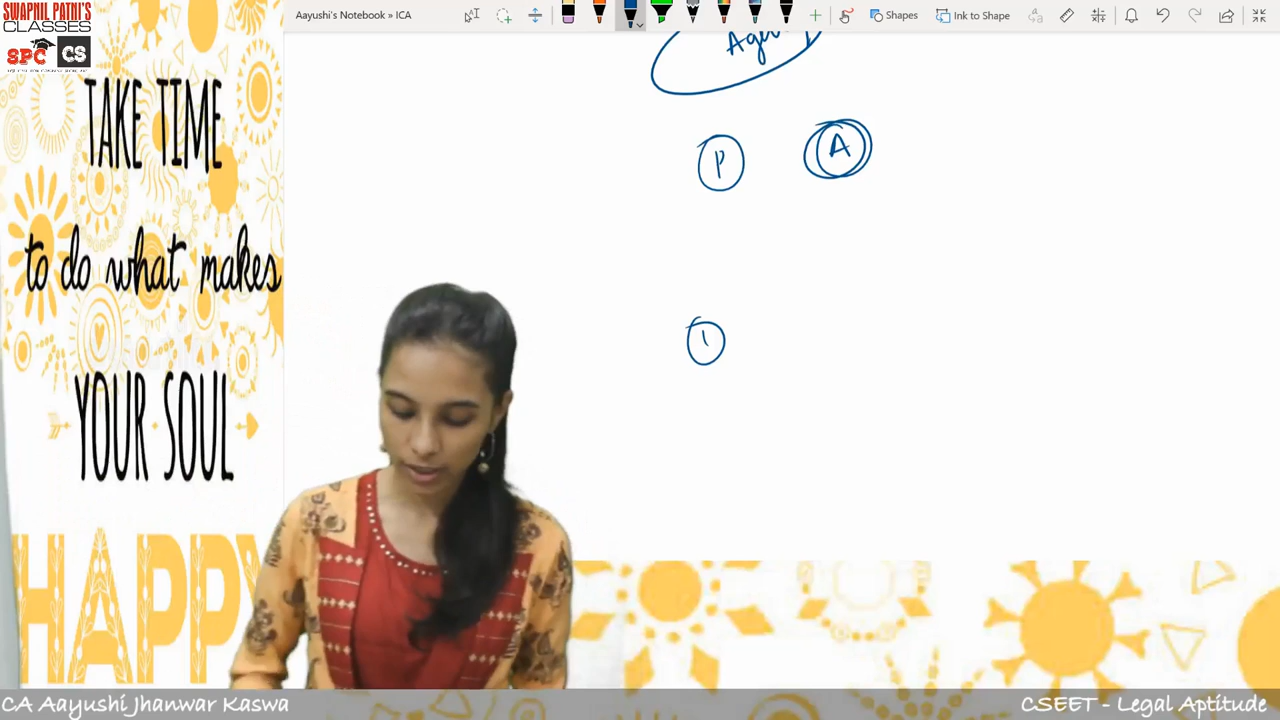 SWAPNIL PATNI'S
CLASSES
SPC CS
Aayushi's Notebook » ICA
Shapes
Ink to Shape
P
A
TAKE TIME
to do what makes
YOUR SOUL
HAPPY
CA Aayushi Jhanwar Kaswa
CSEET - Legal Aptitude